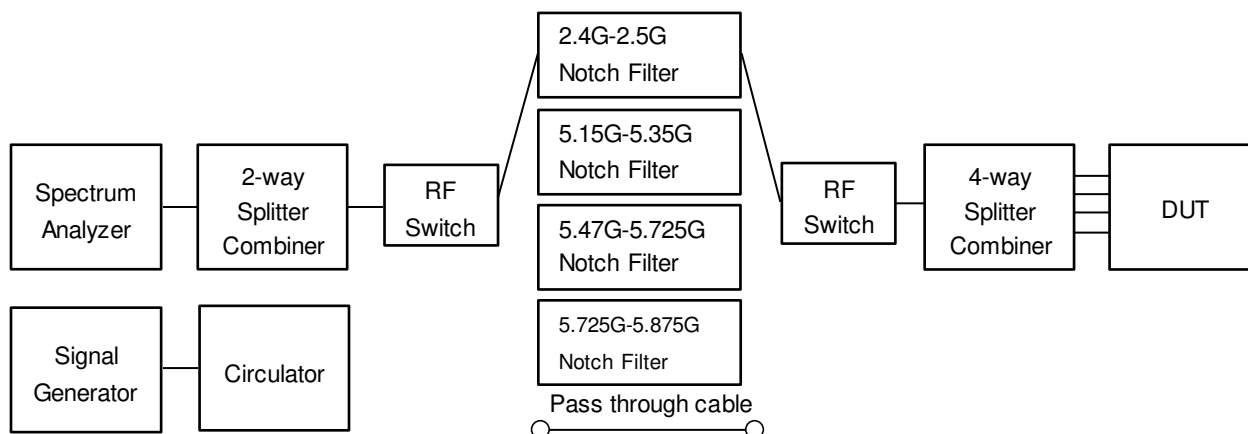 2.4G-2.5G
Notch Filter
5.15G-5.35G
Notch Filter
Spectrum
Analyzer
2-way
Splitter
Combiner
RF
Switch
5.47G-5.725G
Notch Filter
RF
Switch
4-way
Splitter
Combiner
DUT
5.725G-5.875G
Notch Filter
Signal
Generator
Circulator
Pass through cable